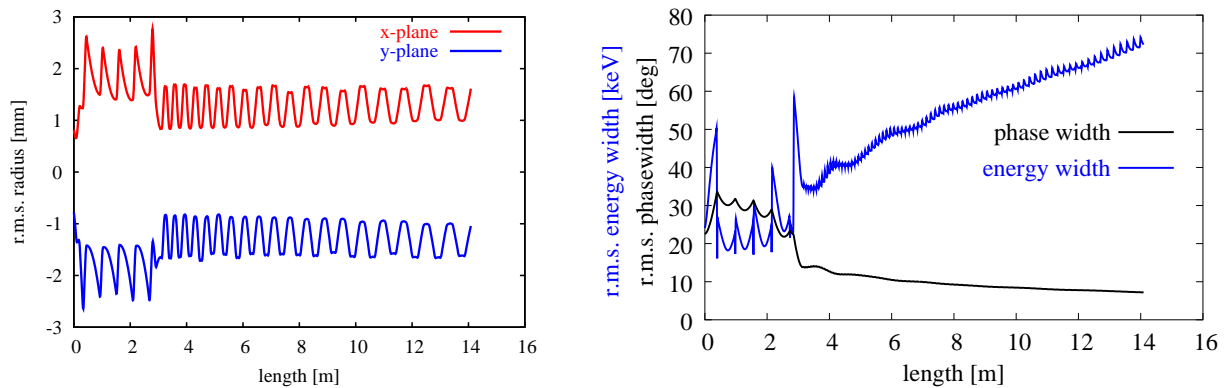 r.m.s. radius [mm]
3
2
1
0
-1
-2
-3
x-plane
y-plane
0 2 4 6 8 10 12 14 16
length [m]
r.m.s. energy width [keV]
r.m.s. phasewidth [deg]
80
70
60
50
40
30
20
10
0
phase width
energy width
0 2 4 6 8 10 12 14 16
length [m]